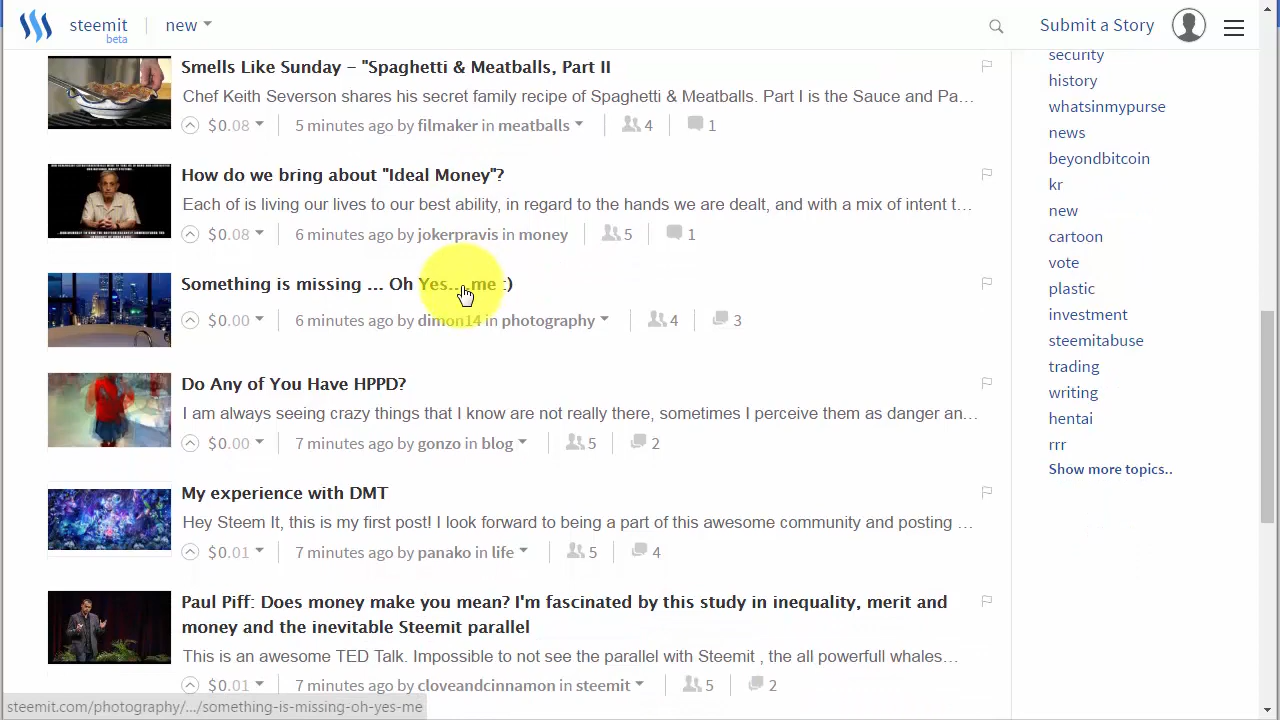 steemit
beta
new
Submit a Story
Smells Like Sunday – "Spaghetti & Meatballs, Part II
Chef Keith Severson shares his secret family recipe of Spaghetti & Meatballs. Part I is the Sauce and Pa…
$0.08 5 minutes ago by filmaker in meatballs 4 1
How do we bring about "Ideal Money"?
Each of is living our lives to our best ability, in regard to the hands we are dealt, and with a mix of intent t…
$0.08 6 minutes ago by jokerpravis in money 5 1
Something is missing ... Oh Yes... me :)
$0.00 6 minutes ago by dimon14 in photography 4 3
Do Any of You Have HPPD?
I am always seeing crazy things that I know are not really there, sometimes I perceive them as danger an…
$0.00 7 minutes ago by gonzo in blog 5 2
My experience with DMT
Hey Steem It, this is my first post! I look forward to being a part of this awesome community and posting …
$0.01 7 minutes ago by panako in life 5 4
Paul Piff: Does money make you mean? I'm fascinated by this study in inequality, merit and
money and the inevitable Steemit parallel
This is an awesome TED Talk. Impossible to not see the parallel with Steemit , the all powerfull whales…
$0.01 7 minutes ago by cloveandcinnamon in steemit 5 2
security
history
whatsinmypurse
news
beyondbitcoin
kr
new
cartoon
vote
plastic
investment
steemitabuse
trading
writing
hentai
rrr
Show more topics..
steemit.com/photography/.../something-is-missing-oh-yes-me